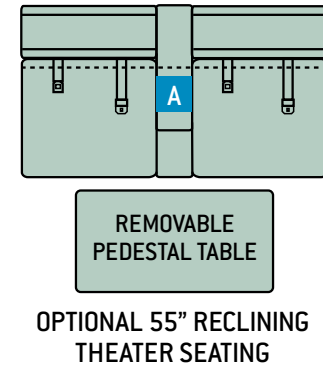 A
REMOVABLE
PEDESTAL TABLE
OPTIONAL 55” RECLINING
THEATER SEATING